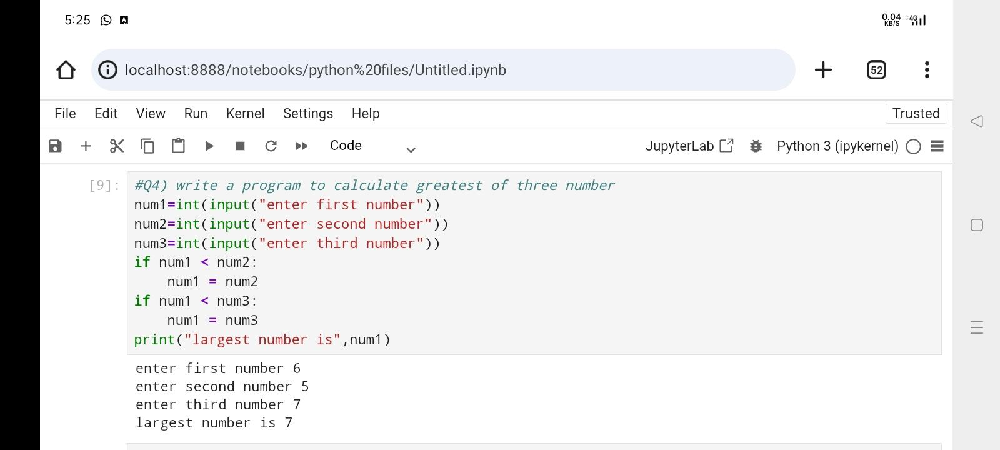 5:25
0.04
KB/S
4G
localhost:8888/notebooks/python%20files/Untitled.ipynb
52
File Edit View Run Kernel Settings Help Trusted
Code JupyterLab Python 3 (ipykernel)
[9]: #Q4) write a program to calculate greatest of three number
num1=int(input("enter first number"))
num2=int(input("enter second number"))
num3=int(input("enter third number"))
if num1 < num2:
    num1 = num2
if num1 < num3:
    num1 = num3
print("largest number is",num1)
enter first number 6
enter second number 5
enter third number 7
largest number is 7